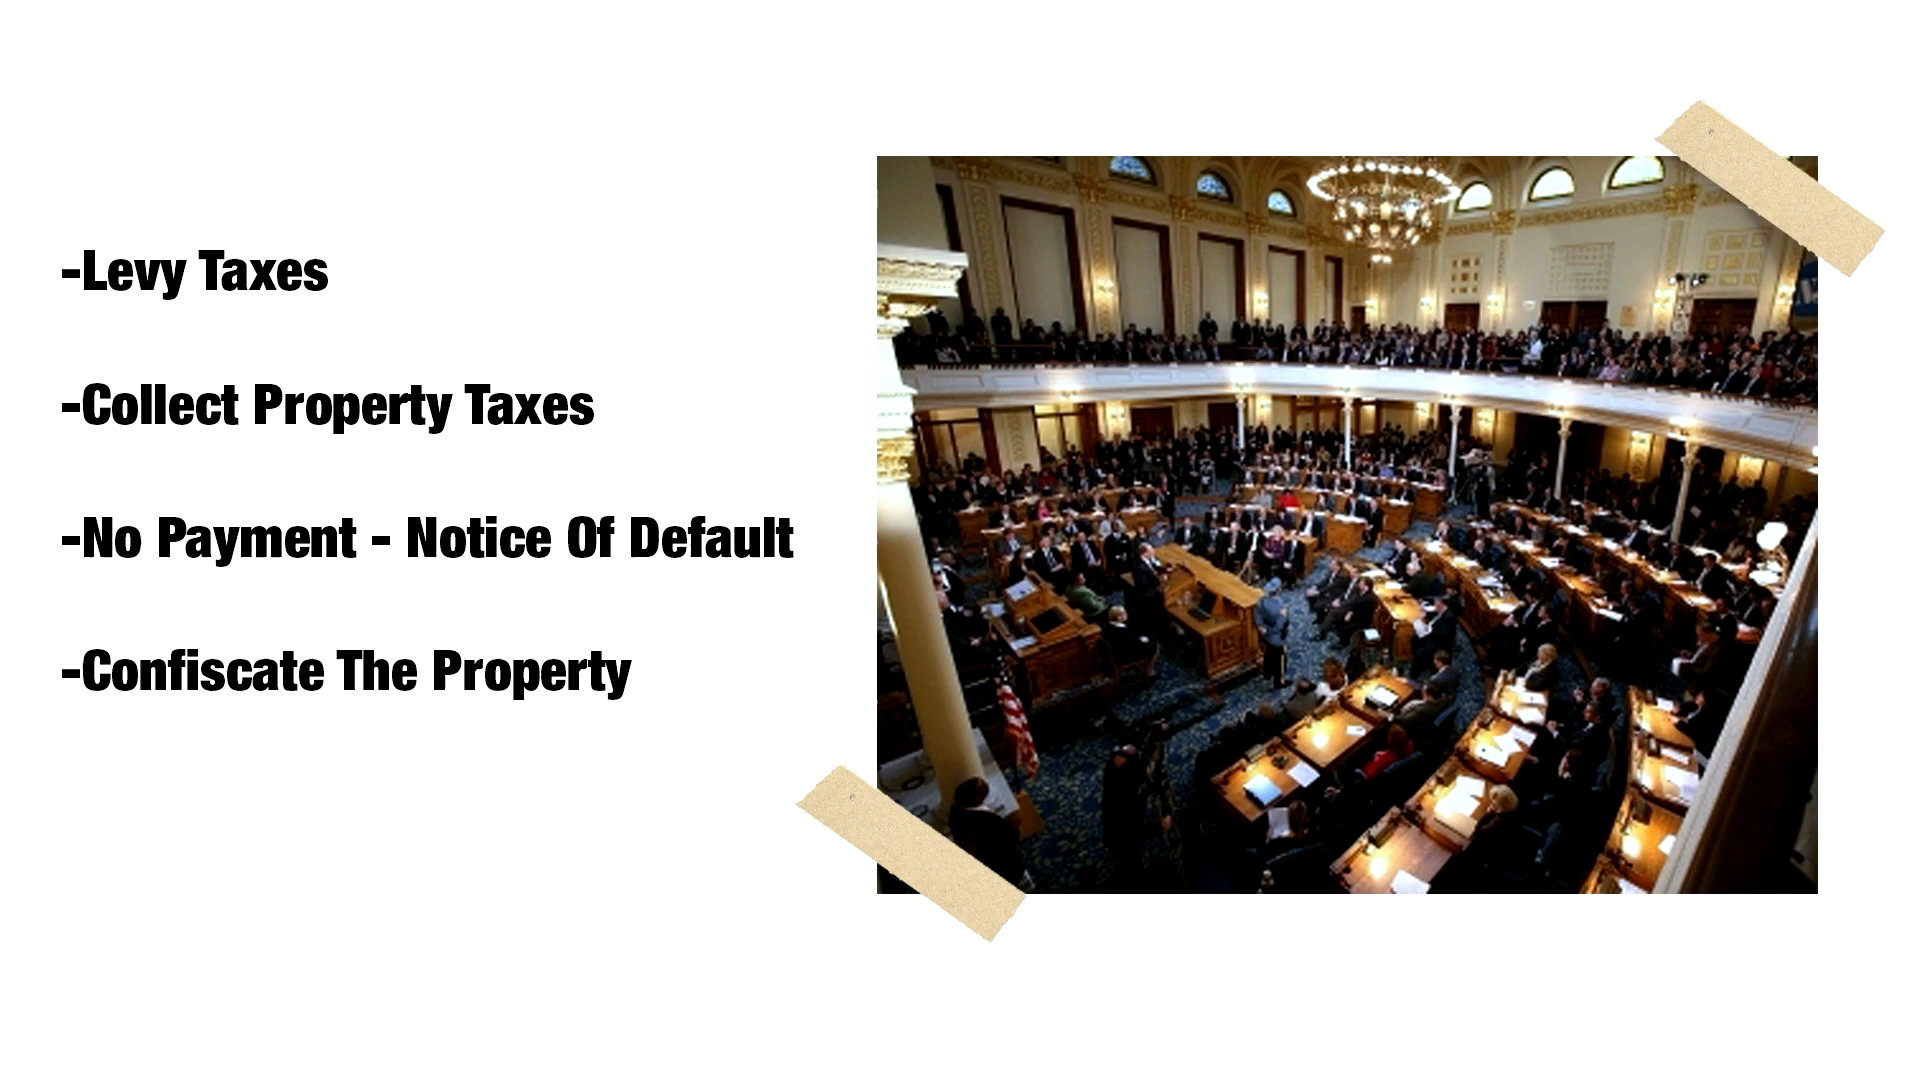 -Levy Taxes
-Collect Property Taxes
-No Payment - Notice Of Default
-Confiscate The Property